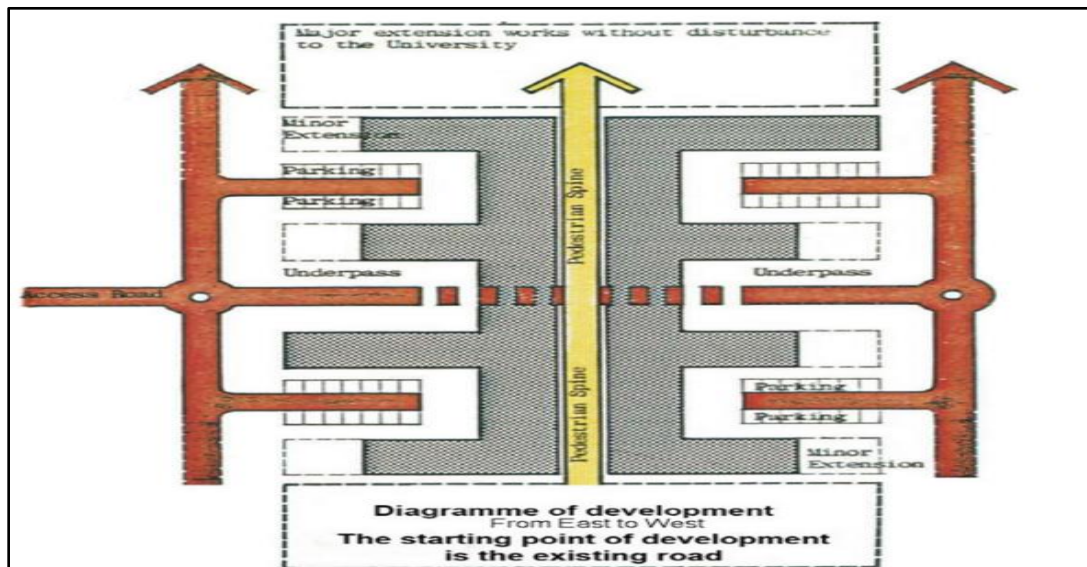 Major extension works without disturbance
to the University
Minor
Extension
Parking
Parking
Pedestrian Spine
Underpass
Underpass
Access Road
Pedestrian Spine
Parking
Parking
Minor
Extension
Diagramme of development
From East to West
The starting point of development
is the existing road